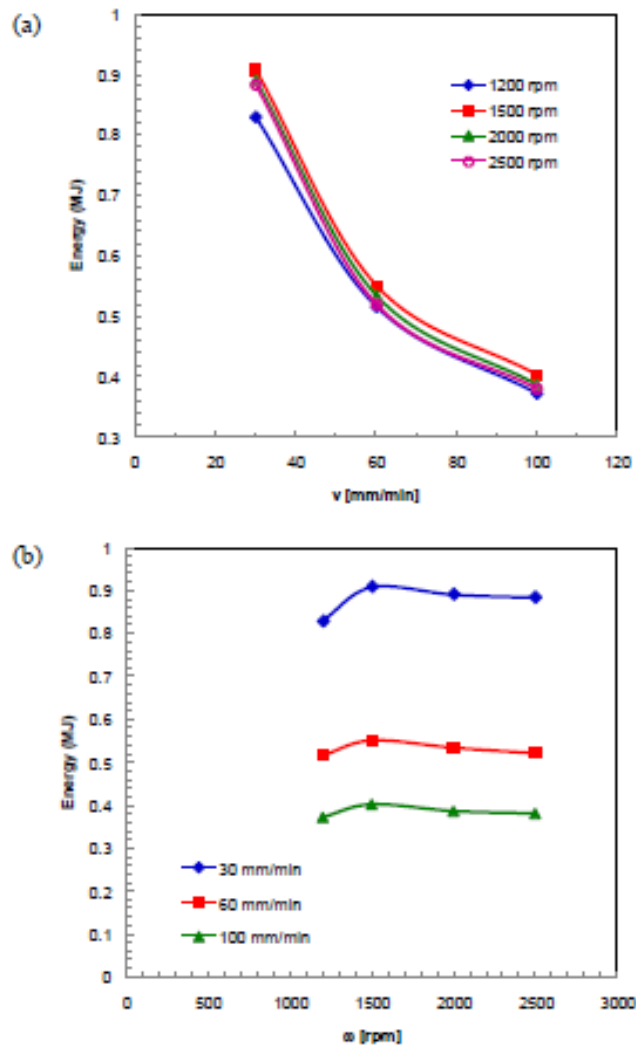 (a)
1
0.9
0.8
0.7
0.6
0.5
0.4
0.3
Energy (MJ)
1200 rpm
1500 rpm
2000 rpm
2500 rpm
0 20 40 60 80 100 120
v [mm/min]
(b)
1
0.9
0.8
0.7
0.6
0.5
0.4
0.3
0.2
0.1
0
Energy (MJ)
30 mm/min
60 mm/min
100 mm/min
0 500 1000 1500 2000 2500 3000
ω [rpm]